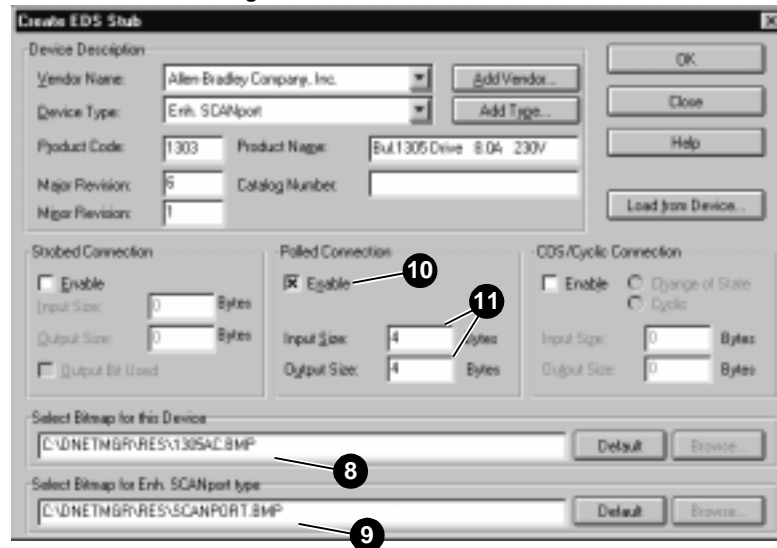 Create EDS Stub
Device Description
Vendor Name: Allen-Bradley Company, Inc. Add Vendor... OK
Device Type: Enh. SCANport Add Type... Close
Product Code: 1303 Product Name: Bul.1305 Drive 8.0A 230V Help
Major Revision: 6 Catalog Number:
Minor Revision: 1 Load from Device...
Strobed Connection Polled Connection COS/Cyclic Connection
Enable Enable 10 Enable Change of State
Cyclic
Input Size: 0 Bytes Input Size: 4 Bytes 11 Input Size: 0 Bytes
Output Size: 0 Bytes Output Size: 4 Bytes Output Size: 0 Bytes
Output Bit Used
Select Bitmap for this Device
C:\DNETMGR\RES\1305AC.BMP Default Browse...
8
Select Bitmap for Enh. SCANport type
C:\DNETMGR\RES\SCANPORT.BMP Default Browse...
9